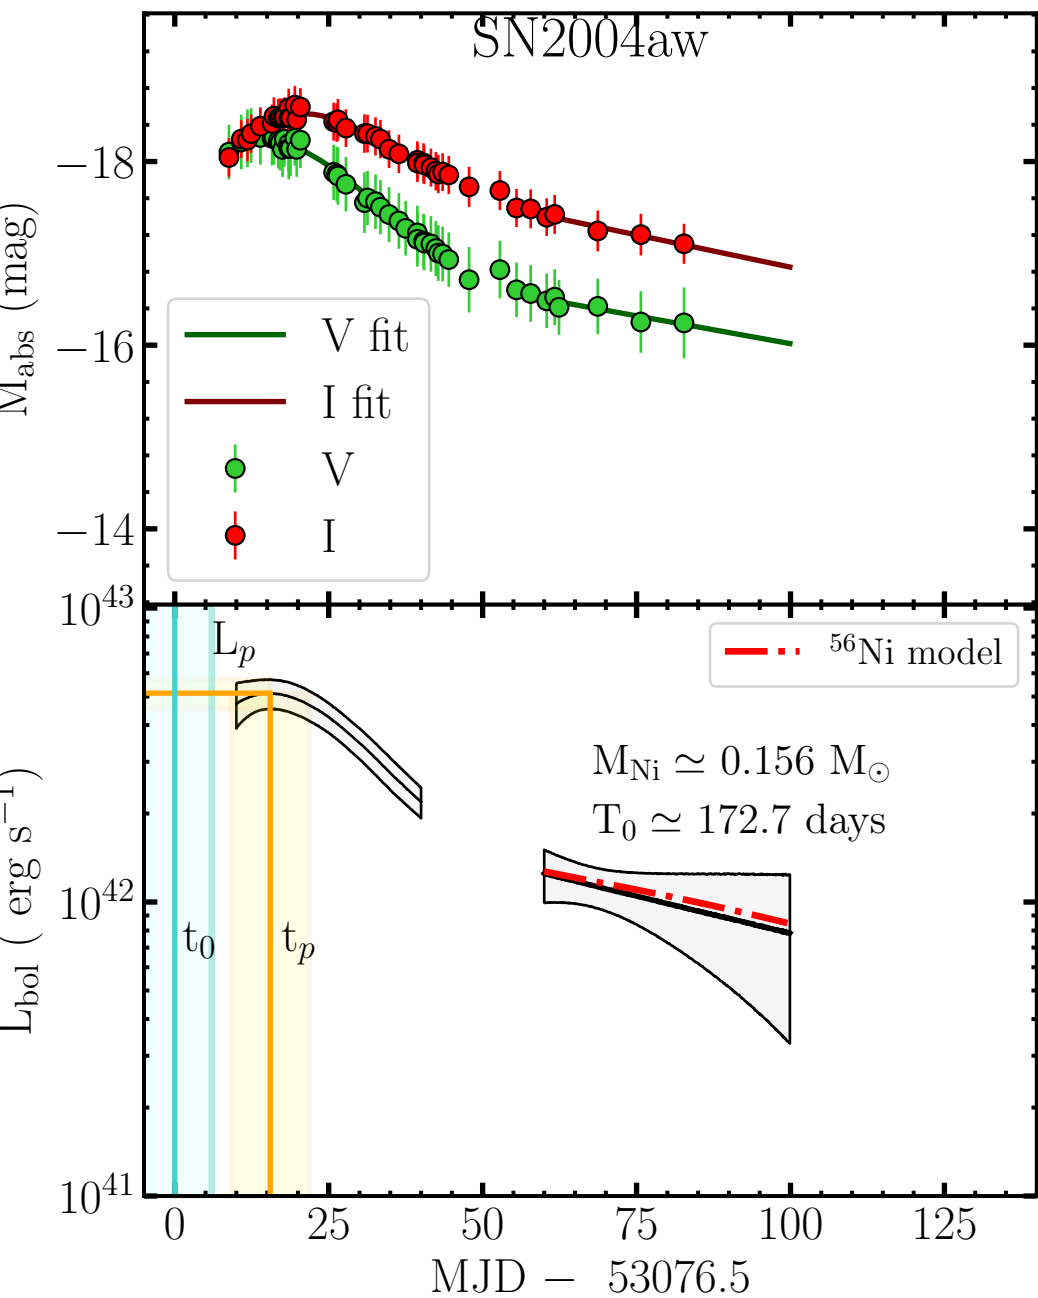 SN2004aw
−18
−16
−14
M_abs (mag)
V fit
I fit
V
I
10^43
10^42
10^41
L_bol ( erg s^−1)
L_p
^56Ni model
M_Ni ≃ 0.156 M_⊙
T_0 ≃ 172.7 days
t_0
t_p
0 25 50 75 100 125
MJD − 53076.5